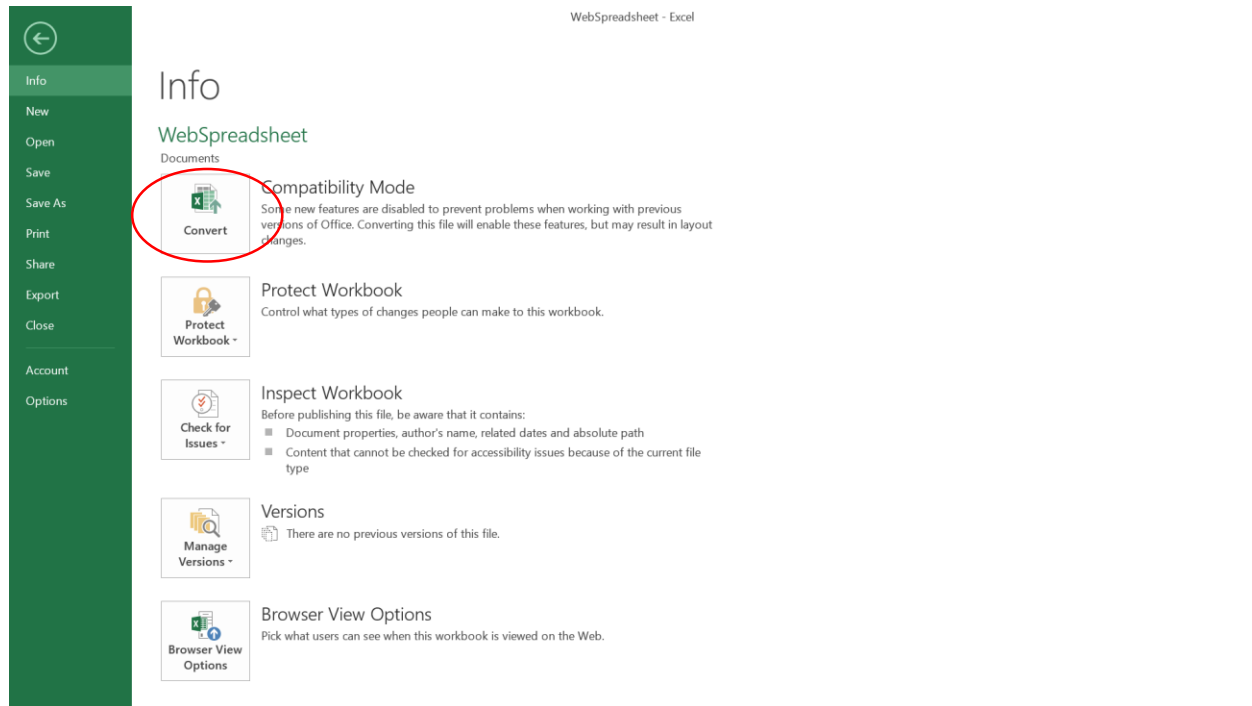 WebSpreadsheet - Excel
Info
New
Open
Save
Save As
Print
Share
Export
Close
Account
Options
Info
WebSpreadsheet
Documents
Convert
Compatibility Mode
Some new features are disabled to prevent problems when working with previous
versions of Office. Converting this file will enable these features, but may result in layout
changes.
Protect
Workbook
Protect Workbook
Control what types of changes people can make to this workbook.
Check for
Issues
Inspect Workbook
Before publishing this file, be aware that it contains:
Document properties, author's name, related dates and absolute path
Content that cannot be checked for accessibility issues because of the current file
type
Manage
Versions
Versions
There are no previous versions of this file.
Browser View
Options
Browser View Options
Pick what users can see when this workbook is viewed on the Web.